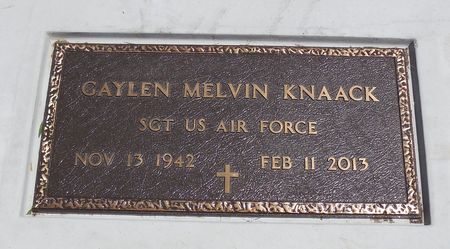 GAYLEN MELVIN KNAACK
SGT US AIR FORCE
NOV 13 1942 FEB 11 2013